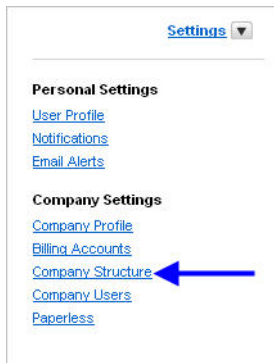 Settings
Personal Settings
User Profile
Notifications
Email Alerts
Company Settings
Company Profile
Billing Accounts
Company Structure
Company Users
Paperless